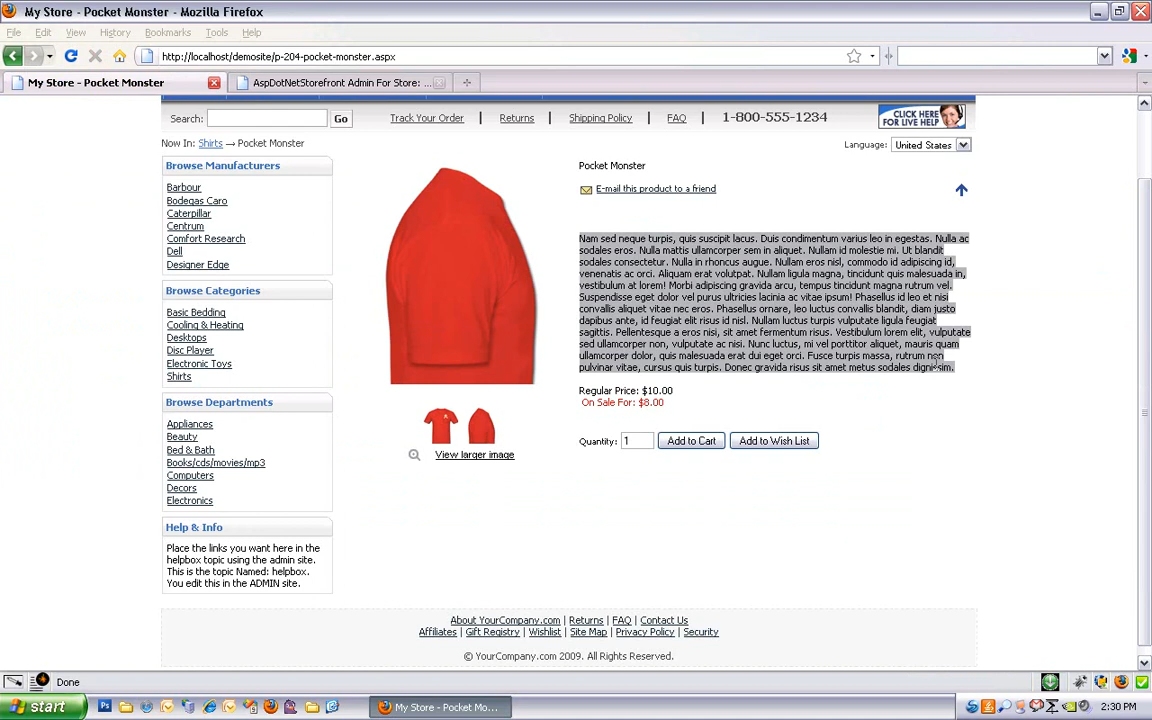 My Store - Pocket Monster - Mozilla Firefox
File Edit View History Bookmarks Tools Help
http://localhost/demosite/p-204-pocket-monster.aspx
My Store - Pocket Monster
AspDotNetStorefront Admin For Store: ...
Search: Go
Track Your Order | Returns | Shipping Policy | FAQ | 1-800-555-1234
CLICK HERE
FOR LIVE HELP
Now In: Shirts → Pocket Monster
Language: United States
Browse Manufacturers
Barbour
Bodegas Caro
Caterpillar
Centrum
Comfort Research
Dell
Designer Edge
Browse Categories
Basic Bedding
Cooling & Heating
Desktops
Disc Player
Electronic Toys
Shirts
Browse Departments
Appliances
Beauty
Bed & Bath
Books/cds/movies/mp3
Computers
Decors
Electronics
Help & Info
Place the links you want here in the
helpbox topic using the admin site.
This is the topic Named: helpbox.
You edit this in the ADMIN site.
View larger image
Pocket Monster
E-mail this product to a friend
Nam sed neque turpis, quis suscipit lacus. Duis condimentum varius leo in egestas. Nulla ac
sodales eros. Nulla mattis ullamcorper sem in aliquet. Nullam id molestie mi. Ut blandit
sodales consectetur. Nulla in rhoncus augue. Nullam eros nisl, commodo id adipiscing id,
venenatis ac orci. Aliquam erat volutpat. Nullam ligula magna, tincidunt quis malesuada in,
vestibulum at lorem! Morbi adipiscing gravida arcu, tempus tincidunt magna rutrum vel.
Suspendisse eget dolor vel purus ultricies lacinia ac vitae ipsum! Phasellus id leo et nisi
convallis aliquet vitae nec eros. Phasellus ornare, leo luctus convallis blandit, diam justo
dapibus ante, id feugiat elit risus id nisl. Nullam luctus turpis vulputate ligula feugiat
sagittis. Pellentesque a eros nisi, sit amet fermentum risus. Vestibulum lorem elit, vulputate
sed ullamcorper non, vulputate ac nisi. Nunc luctus, mi vel porttitor aliquet, mauris quam
ullamcorper dolor, quis malesuada erat dui eget orci. Fusce turpis massa, rutrum non
pulvinar vitae, cursus quis turpis. Donec gravida risus sit amet metus sodales dignissim.
Regular Price: $10.00
On Sale For: $8.00
Quantity: 1 Add to Cart Add to Wish List
About YourCompany.com | Returns | FAQ | Contact Us
Affiliates | Gift Registry | Wishlist | Site Map | Privacy Policy | Security
© YourCompany.com 2009. All Rights Reserved.
Done
start
My Store - Pocket Mo...
2:30 PM